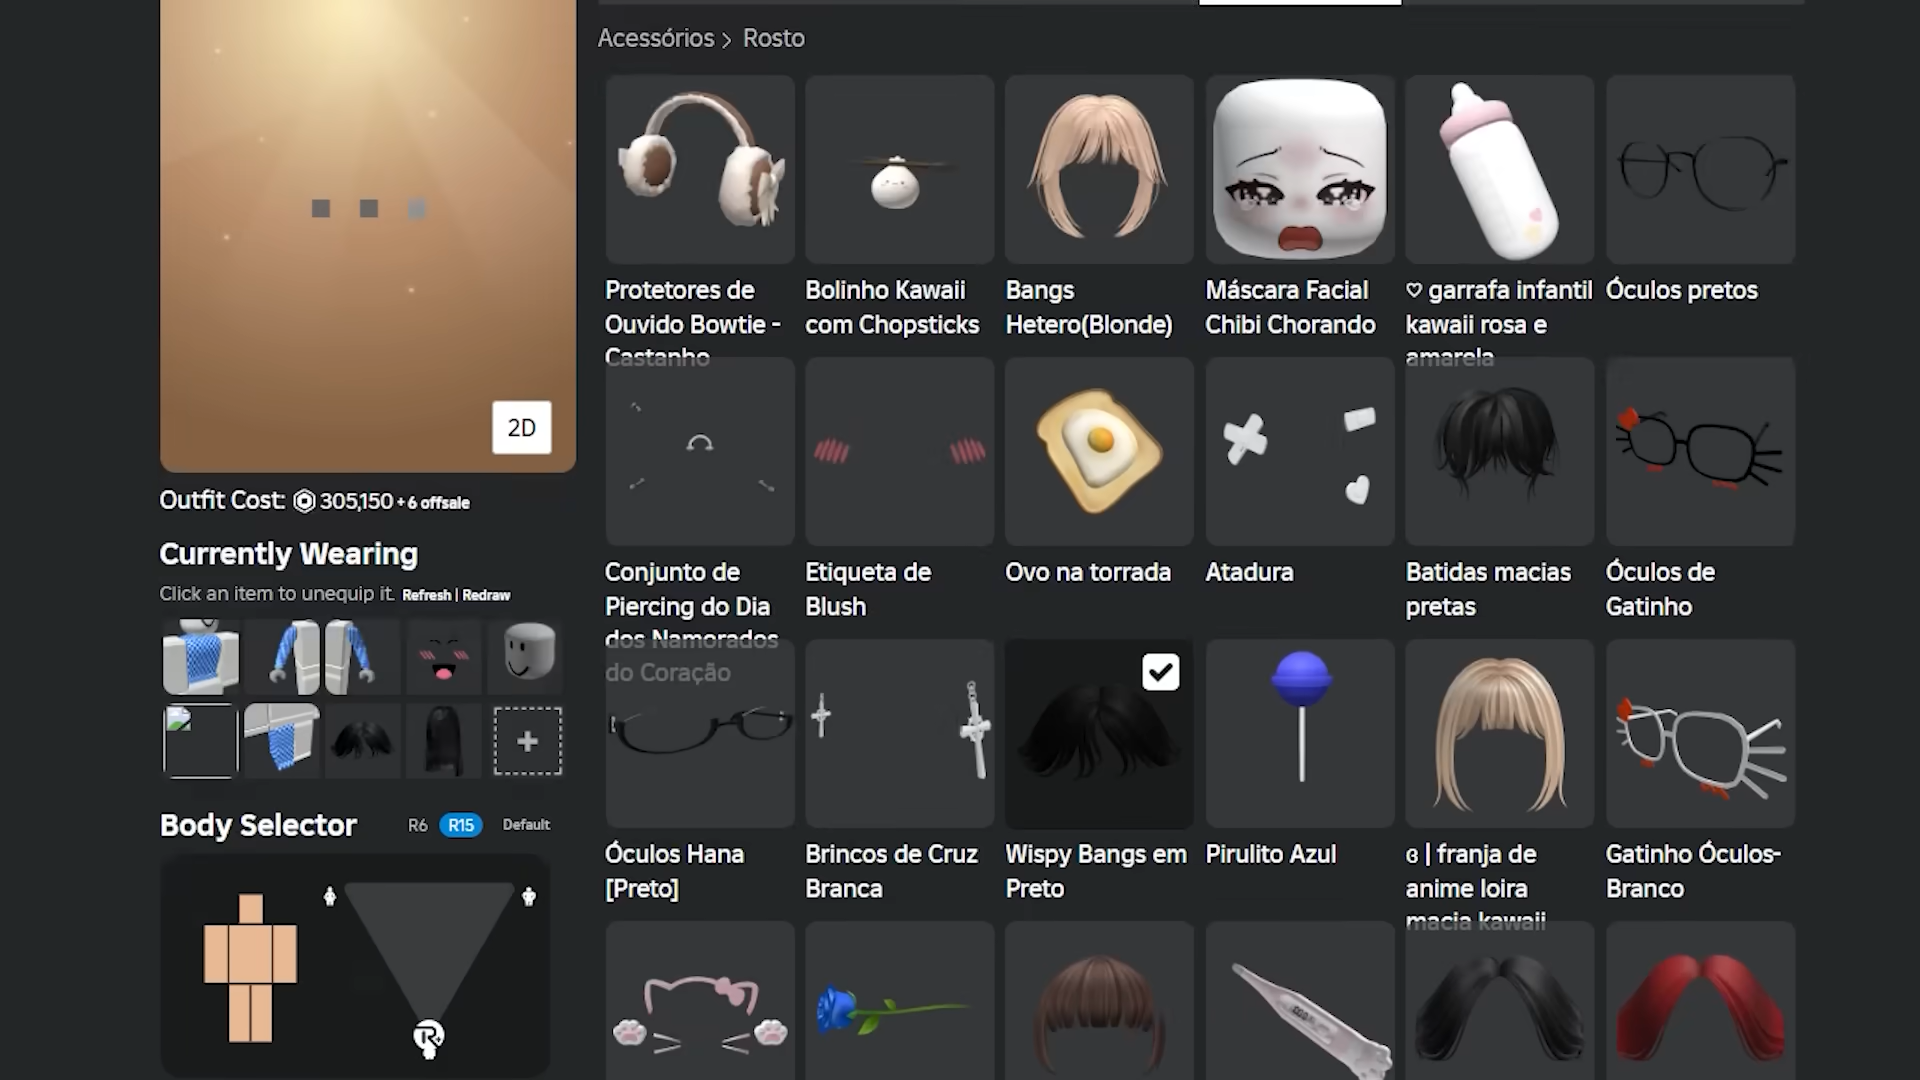 Acessórios > Rosto
2D
Outfit Cost: 305,150 + 6 offsale
Currently Wearing
Click an item to unequip it. Refresh | Redraw
Body Selector
R6 R15 Default
Protetores de
Ouvido Bowtie -
Castanho
Bolinho Kawaii
com Chopsticks
Bangs
Hetero(Blonde)
Máscara Facial
Chibi Chorando
♡ garrafa infantil
kawaii rosa e
amarela
Óculos pretos
Conjunto de
Piercing do Dia
dos Namorados
do Coração
Etiqueta de
Blush
Ovo na torrada
Atadura
Batidas macias
pretas
Óculos de
Gatinho
Óculos Hana
[Preto]
Brincos de Cruz
Branca
Wispy Bangs em
Preto
Pirulito Azul
ɞ | franja de
anime loira
macia kawaii
Gatinho Óculos-
Branco